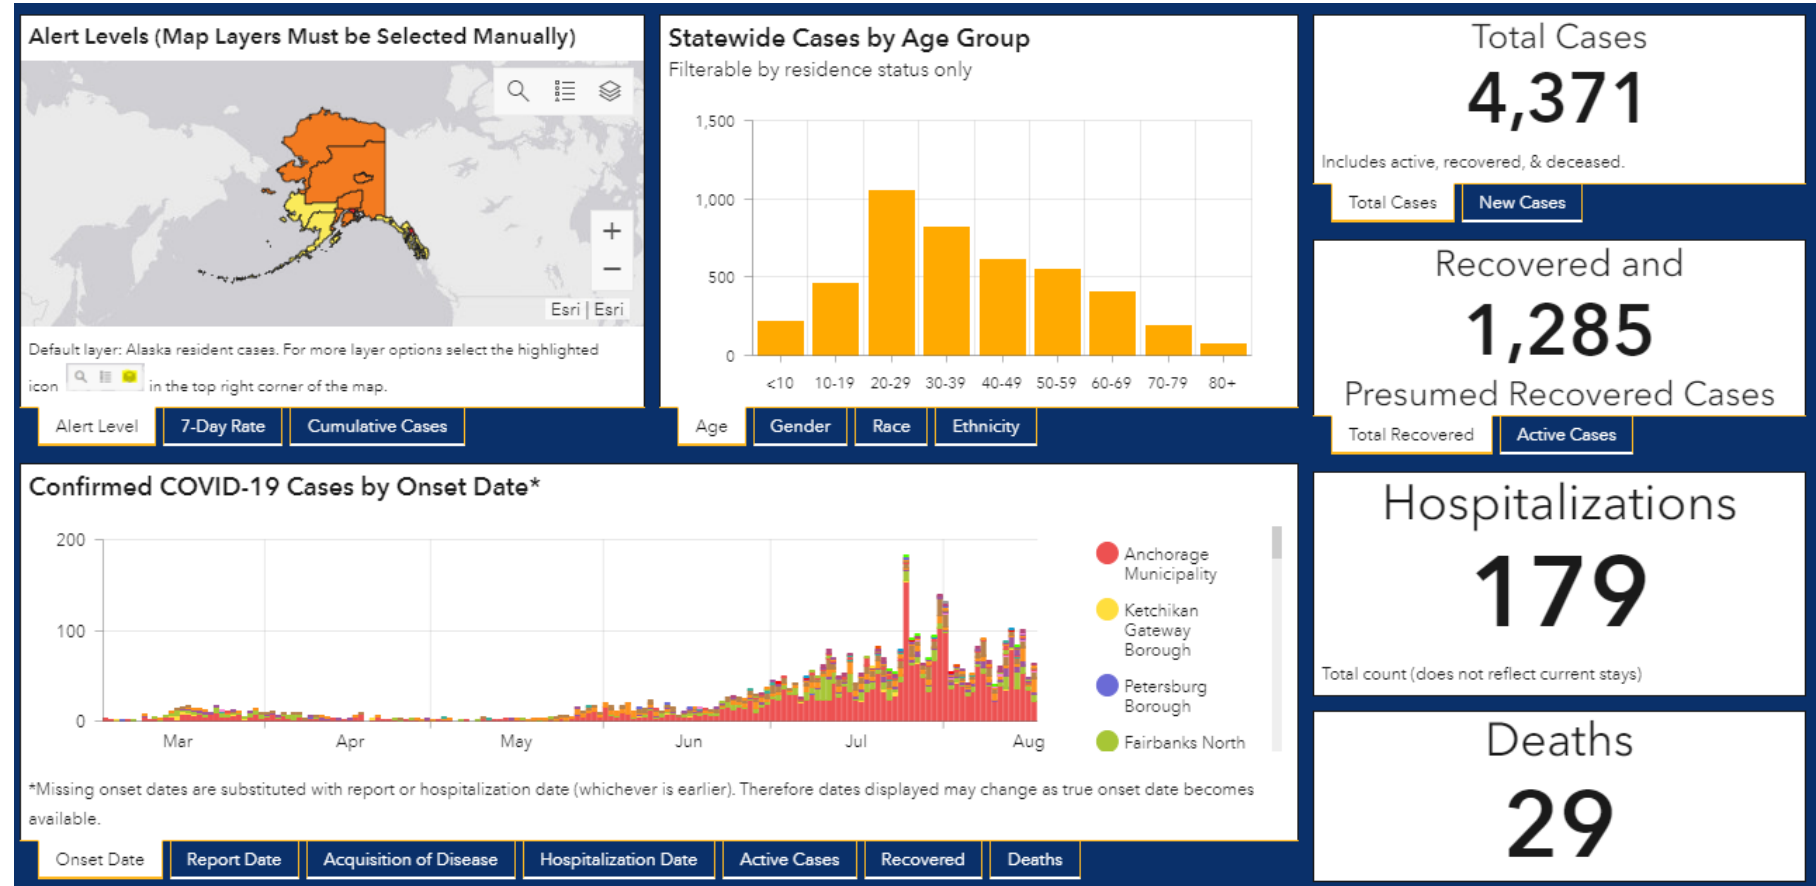 Alert Levels (Map Layers Must be Selected Manually)
Esri | Esri
Default layer: Alaska resident cases. For more layer options select the highlighted
icon in the top right corner of the map.
Alert Level
7-Day Rate
Cumulative Cases
Statewide Cases by Age Group
Filterable by residence status only
1,500
1,000
500
0
<10 10-19 20-29 30-39 40-49 50-59 60-69 70-79 80+
Age
Gender
Race
Ethnicity
Total Cases
4,371
Includes active, recovered, & deceased.
Total Cases
New Cases
Recovered and
1,285
Presumed Recovered Cases
Total Recovered
Active Cases
Confirmed COVID-19 Cases by Onset Date*
200
100
0
Mar Apr May Jun Jul Aug
Anchorage
Municipality
Ketchikan
Gateway
Borough
Petersburg
Borough
Fairbanks North
*Missing onset dates are substituted with report or hospitalization date (whichever is earlier). Therefore dates displayed may change as true onset date becomes
available.
Onset Date
Report Date
Acquisition of Disease
Hospitalization Date
Active Cases
Recovered
Deaths
Hospitalizations
179
Total count (does not reflect current stays)
Deaths
29